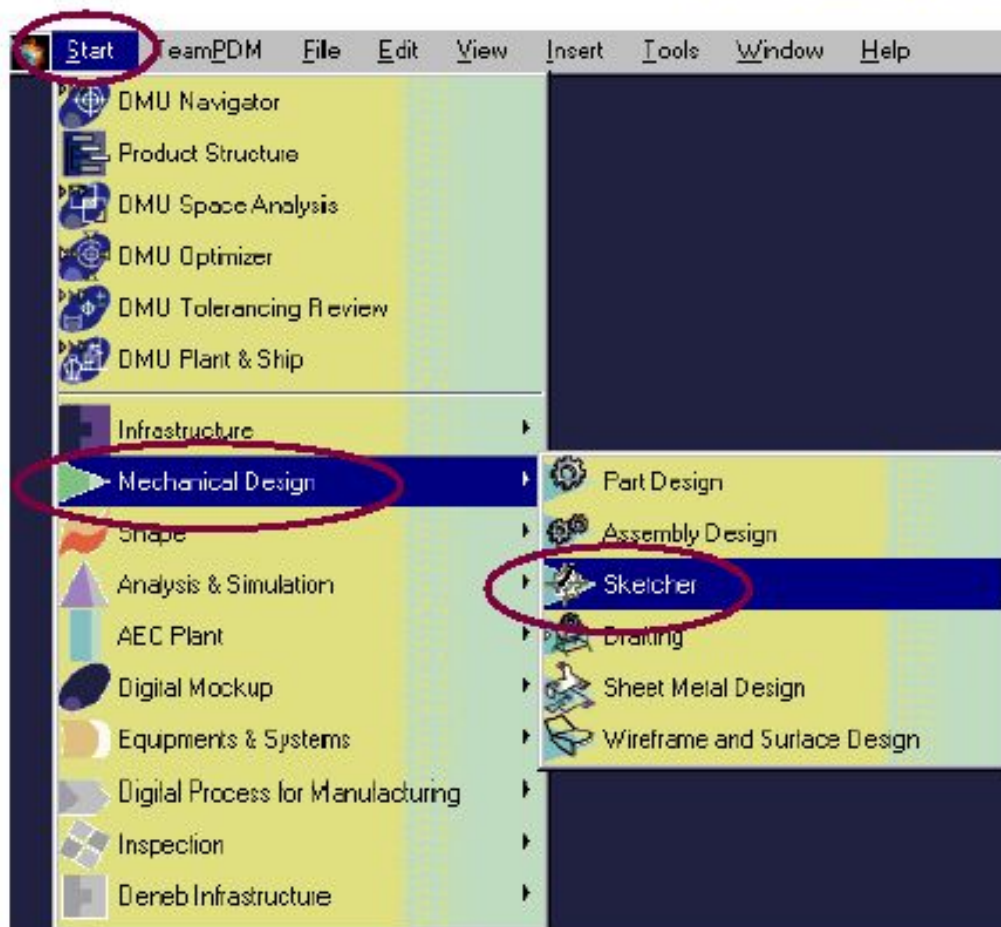 Start TeamPDM File Edit View Insert Tools Window Help
DMU Navigator
Product Structure
DMU Space Analysis
DMU Optimizer
DMU Tolerancing Review
DMU Plant & Ship
Infrastructure
Mechanical Design
Shape
Analysis & Simulation
AEC Plant
Digital Mockup
Equipments & Systems
Digital Process for Manufacturing
Inspection
Deneb Infrastructure
Part Design
Assembly Design
Sketcher
Drafting
Sheet Metal Design
Wireframe and Surface Design